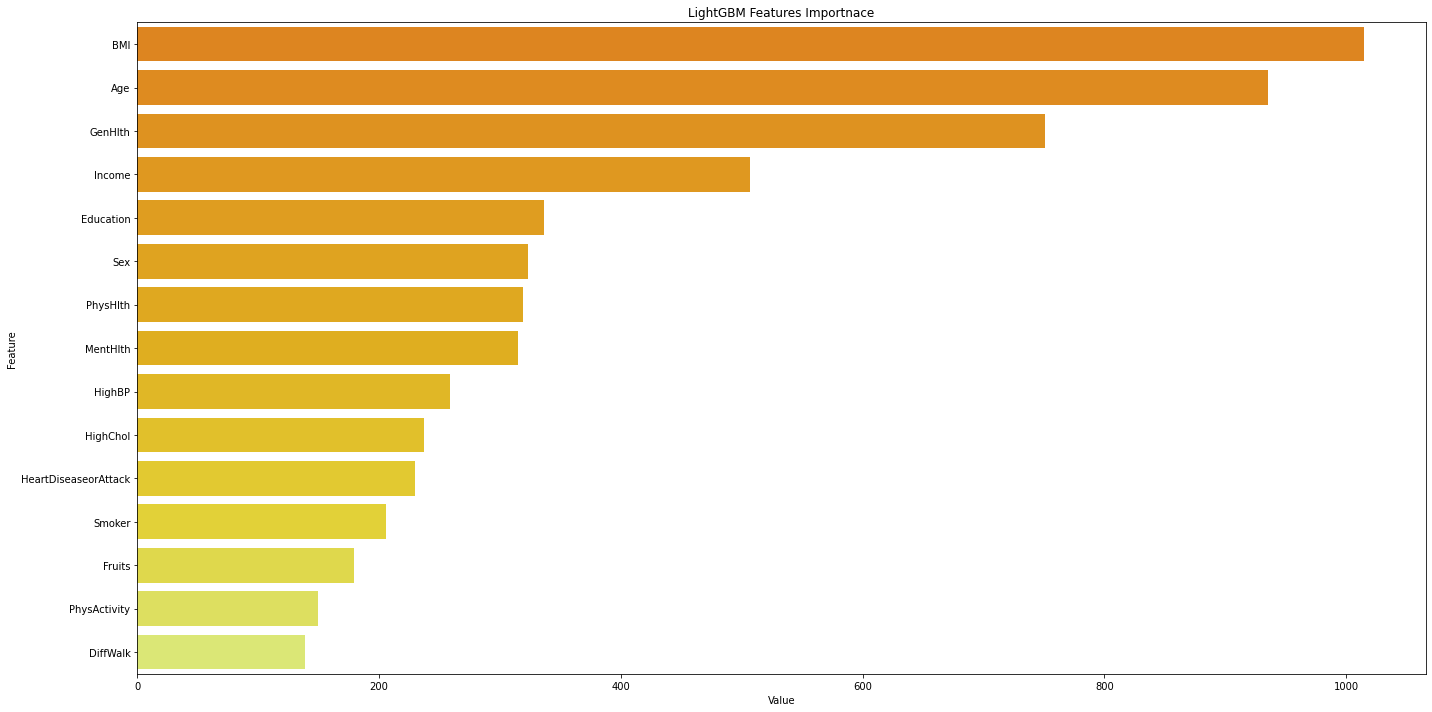 LightGBM Features Importnace
BMI
Age
GenHlth
Income
Education
Sex
PhysHlth
MentHlth
HighBP
HighChol
HeartDiseaseorAttack
Smoker
Fruits
PhysActivity
DiffWalk
Feature
0 200 400 600 800 1000
Value